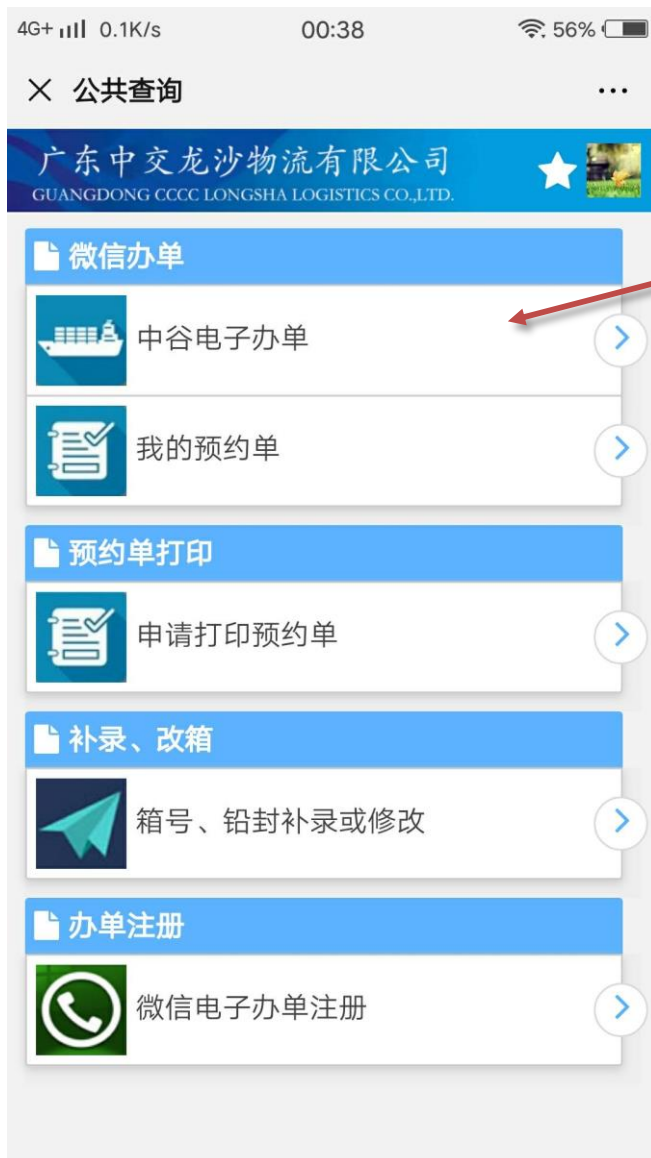 4G+ 0.1K/s 00:38 56%
公共查询
广东中交龙沙物流有限公司
GUANGDONG CCCC LONGSHA LOGISTICS CO.,LTD.
微信办单
中谷电子办单
我的预约单
预约单打印
申请打印预约单
补录、改箱
箱号、铅封补录或修改
办单注册
微信电子办单注册